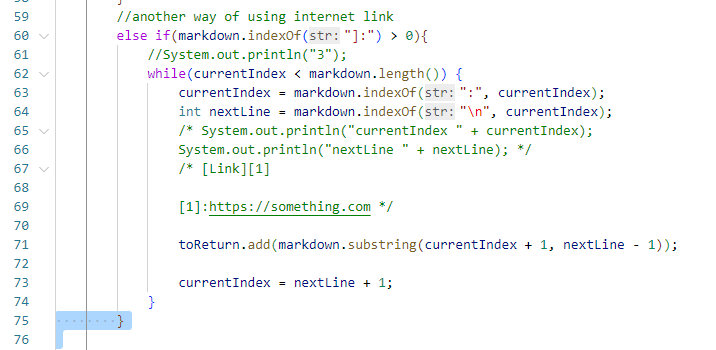 59 //another way of using internet link
60 else if(markdown.indexOf(str: "]:") > 0){
61 //System.out.println("3");
62 while(currentIndex < markdown.length()) {
63 currentIndex = markdown.indexOf(str: ":", currentIndex);
64 int nextLine = markdown.indexOf(str: "\n", currentIndex);
65 /* System.out.println("currentIndex " + currentIndex);
66 System.out.println("nextLine " + nextLine); */
67 /* [Link][1]
68
69 [1]:https://something.com */
70
71 toReturn.add(markdown.substring(currentIndex + 1, nextLine - 1));
72
73 currentIndex = nextLine + 1;
74 }
75 }
76